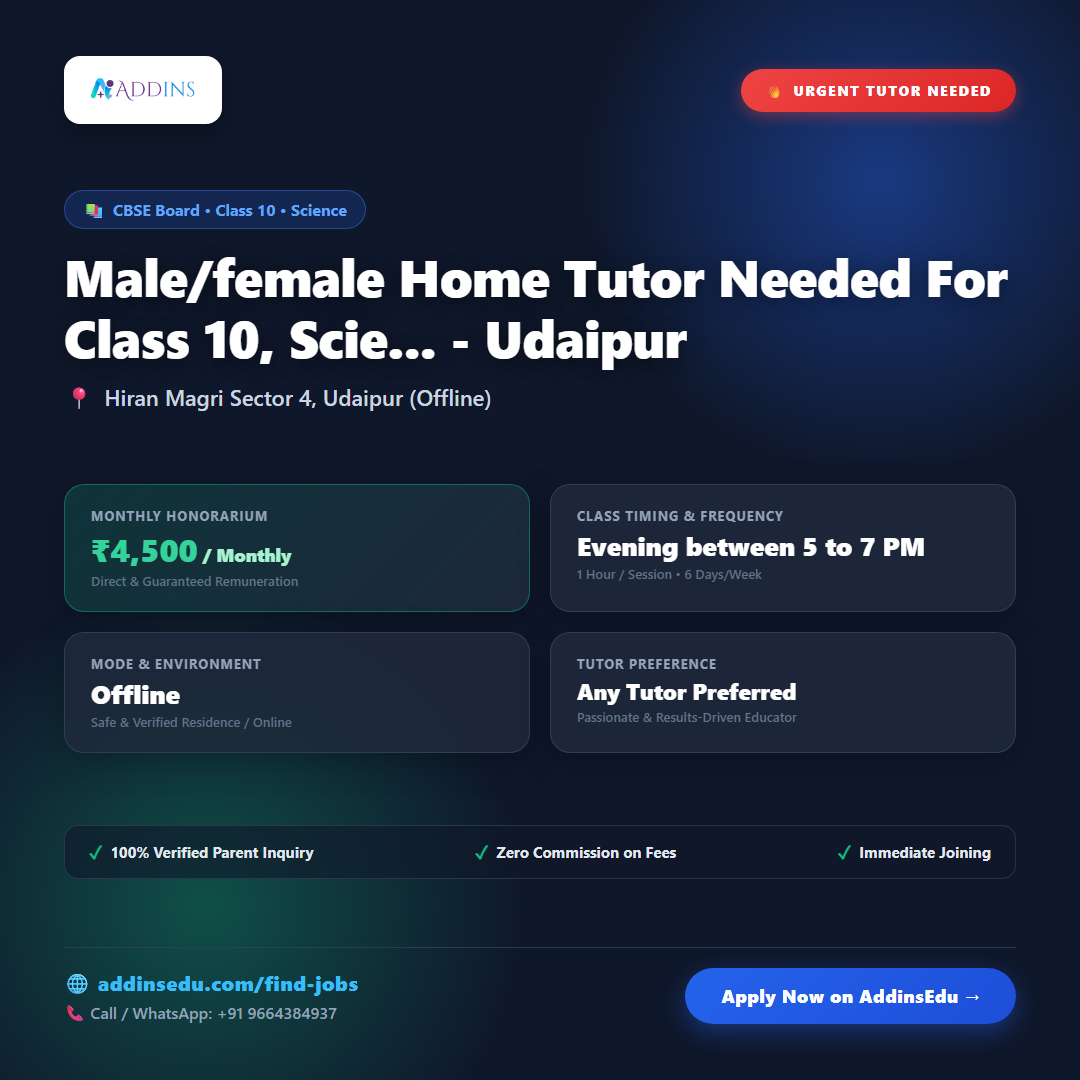 ADDINS
URGENT TUTOR NEEDED
CBSE Board • Class 10 • Science
Male/female Home Tutor Needed For
Class 10, Scie... - Udaipur
Hiran Magri Sector 4, Udaipur (Offline)
MONTHLY HONORARIUM
₹4,500 / Monthly
Direct & Guaranteed Remuneration
CLASS TIMING & FREQUENCY
Evening between 5 to 7 PM
1 Hour / Session • 6 Days/Week
MODE & ENVIRONMENT
Offline
Safe & Verified Residence / Online
TUTOR PREFERENCE
Any Tutor Preferred
Passionate & Results-Driven Educator
✓ 100% Verified Parent Inquiry
✓ Zero Commission on Fees
✓ Immediate Joining
addinsedu.com/find-jobs
Call / WhatsApp: +91 9664384937
Apply Now on AddinsEdu →